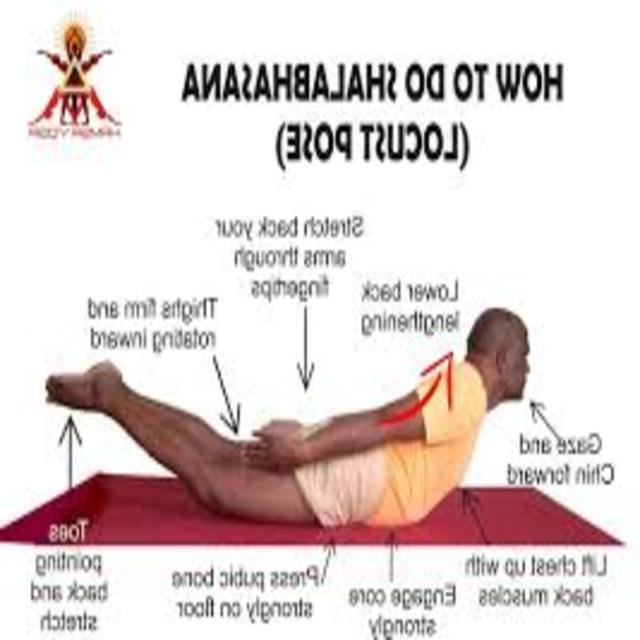 HOW TO DO SHALABHASANA
(LOCUST POSE)
Stretch back your
arms through
fingertips
Lower back
lengthening
Thighs firm and
rotating inward
Gaze and
Chin forward
Toes
pointing
back and
stretch
Press pubic bone
strongly on floor
Engage core
strongly
Lift chest up with
back muscles